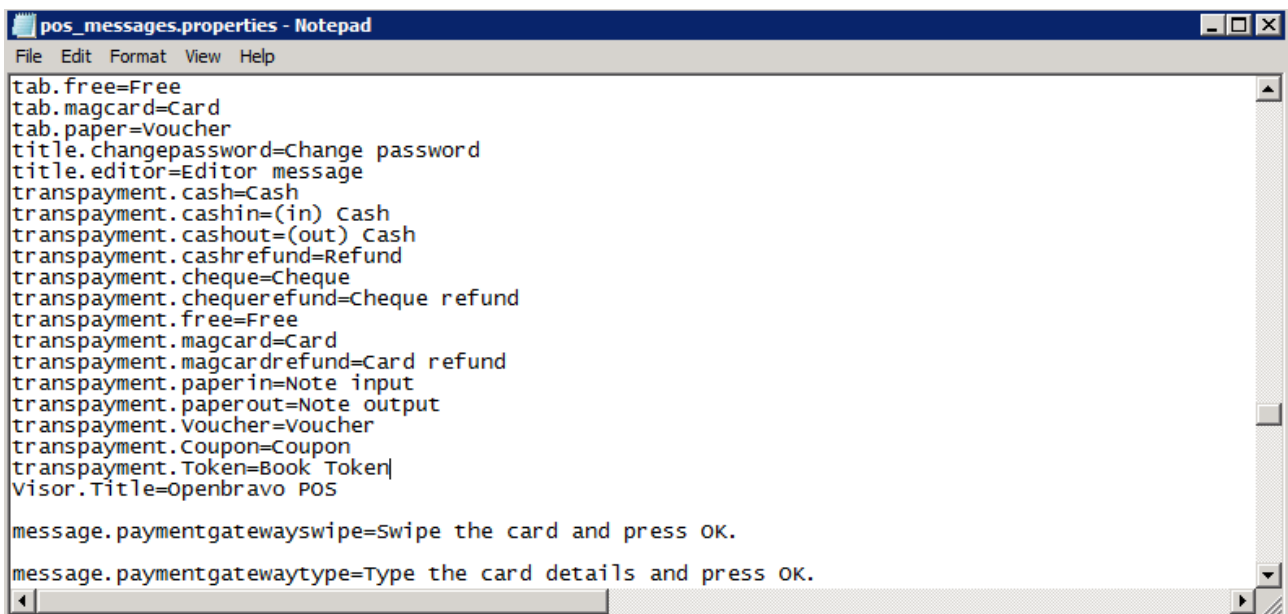 pos_messages.properties - Notepad
File Edit Format View Help
tab.free=Free
tab.magcard=Card
tab.paper=Voucher
title.changepassword=Change password
title.editor=Editor message
transpayment.cash=Cash
transpayment.cashin=(in) Cash
transpayment.cashout=(out) Cash
transpayment.cashrefund=Refund
transpayment.cheque=Cheque
transpayment.chequerefund=Cheque refund
transpayment.free=Free
transpayment.magcard=Card
transpayment.magcardrefund=Card refund
transpayment.paperin=Note input
transpayment.paperout=Note output
transpayment.Voucher=Voucher
transpayment.Coupon=Coupon
transpayment.Token=Book Token
Visor.Title=Openbravo POS
message.paymentgatewayswipe=Swipe the card and press OK.
message.paymentgatewaytype=Type the card details and press OK.